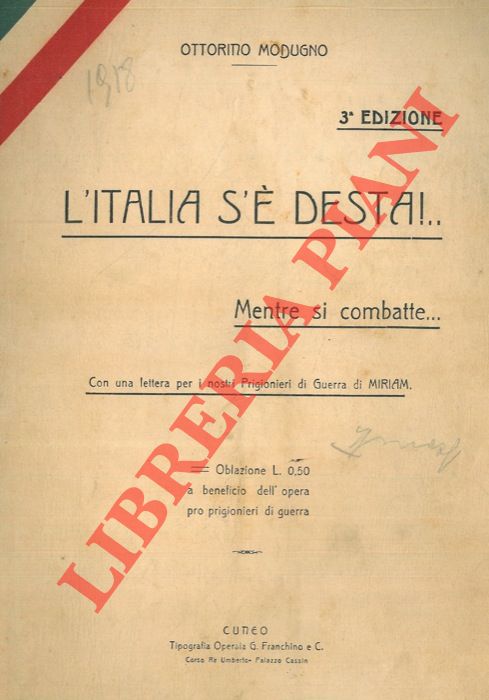 OTTORINO MODUGNO
1918
3ª EDIZIONE
L'ITALIA S'È DESTA!..
Mentre si combatte...
Con una lettera per i nostri Prigionieri di Guerra di MIRIAM.
Oblazione L. 0,50
a beneficio dell'opera
pro prigionieri di guerra
CUNEO
Tipografia Operaia G. Franchino e C.
Corso Re Umberto - Palazzo Cassin
LIBRERIA PIANI